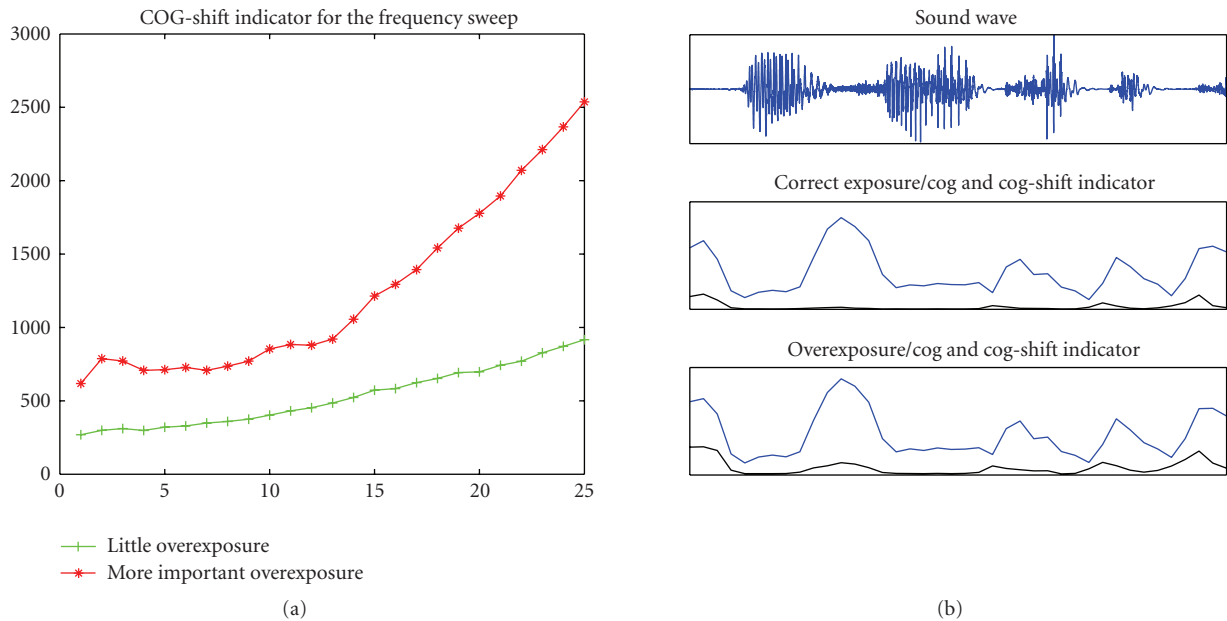 COG-shift indicator for the frequency sweep
3000
2500
2000
1500
1000
500
0
0 5 10 15 20 25
Little overexposure
More important overexposure
(a)
Sound wave
Correct exposure/cog and cog-shift indicator
Overexposure/cog and cog-shift indicator
(b)